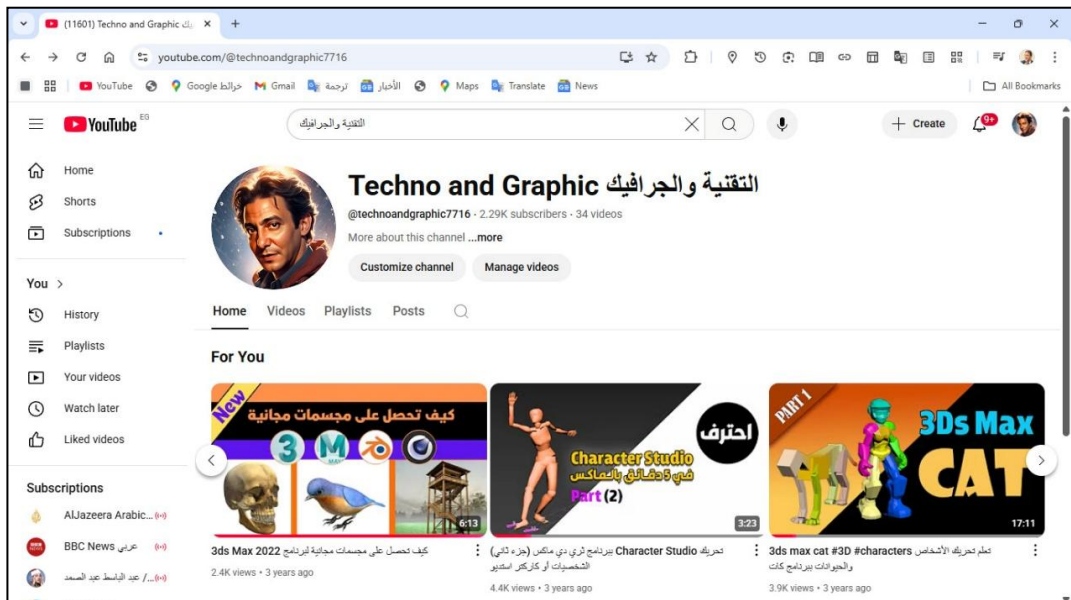 (11601) Techno and Graphic
youtube.com/@technoandgraphic7716
YouTube
خرائط Google
Gmail
ترجمة
الأخبار
Maps
Translate
News
All Bookmarks
YouTube EG
التقنية والجرافيك
Create
9+
Home
Shorts
Subscriptions
You
History
Playlists
Your videos
Watch later
Liked videos
Subscriptions
AlJazeera Arabic...
BBC News عربي
عبد الباسط عبد الصمد /...
Techno and Graphic التقنية والجرافيك
@technoandgraphic7716 · 2.29K subscribers · 34 videos
More about this channel ...more
Customize channel
Manage videos
Home
Videos
Playlists
Posts
For You
New
كيف تحصل على مجسمات مجانية
3
M
6:13
كيف تحصل على مجسمات مجانية لبرنامج 3ds Max 2022
2.4K views • 3 years ago
احترف
Character Studio
في 5 دقائق بالماكس
Part (2)
3:23
تحريك Character Studio ببرنامج ثري دي ماكس (جزء ثاني)
الشخصيات أو كاركتر استديو
4.4K views • 3 years ago
PART 1
3Ds Max
CAT
17:11
3ds max cat #3D #characters تعلم تحريك الأشخاص
والحيوانات ببرنامج كات
3.9K views • 3 years ago